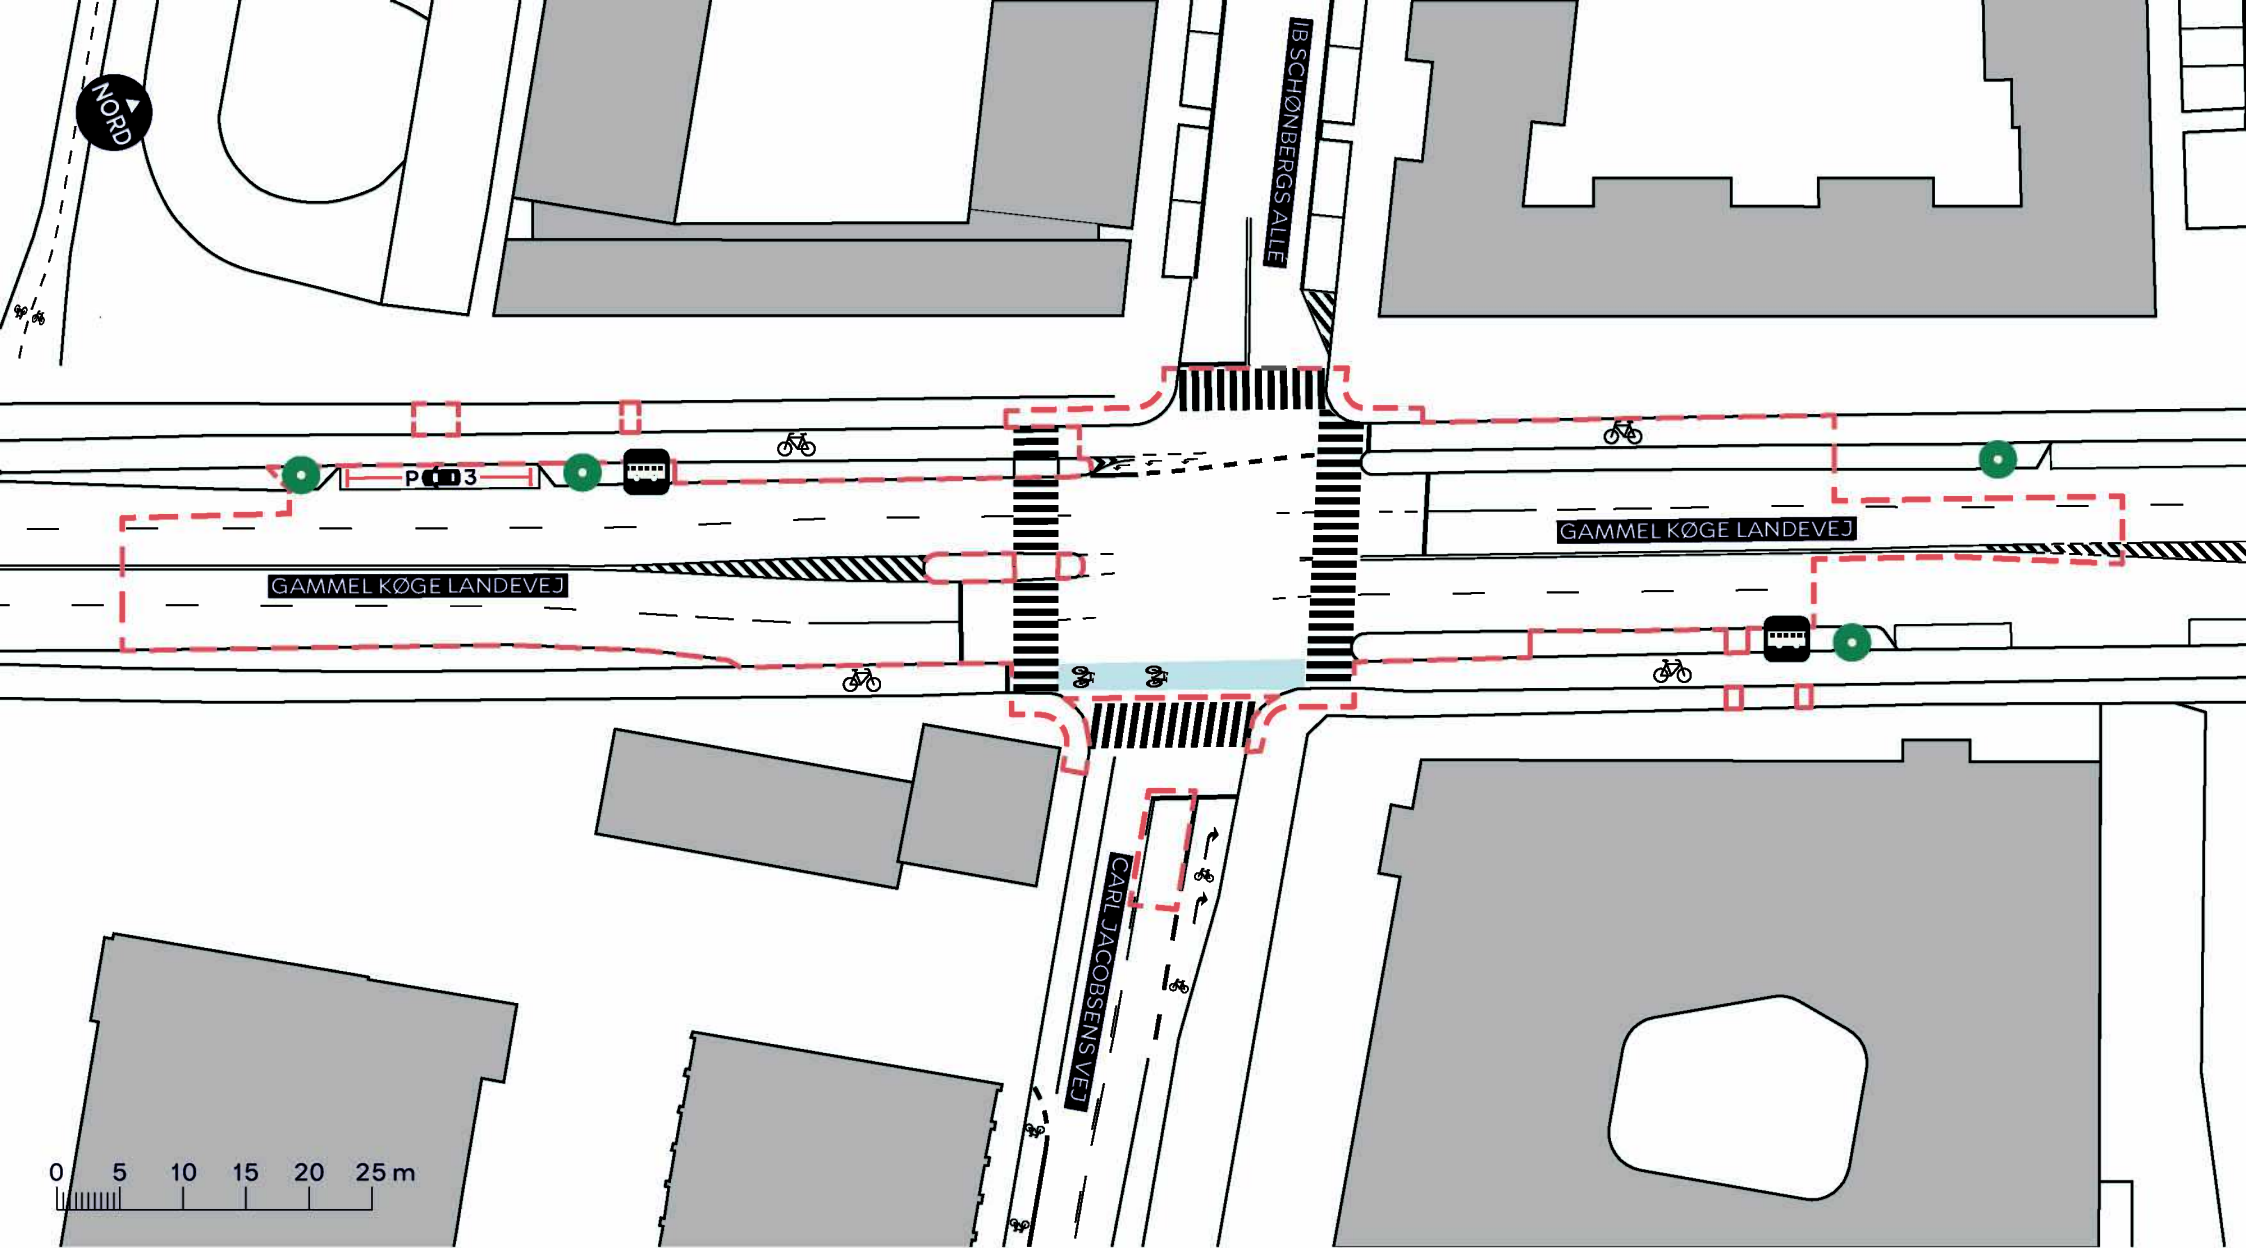 NORD
IB SCHØNBERGS ALLE
P 3
GAMMEL KØGE LANDEVEJ
GAMMEL KØGE LANDEVEJ
CARL JACOBSENS VEJ
0 5 10 15 20 25 m